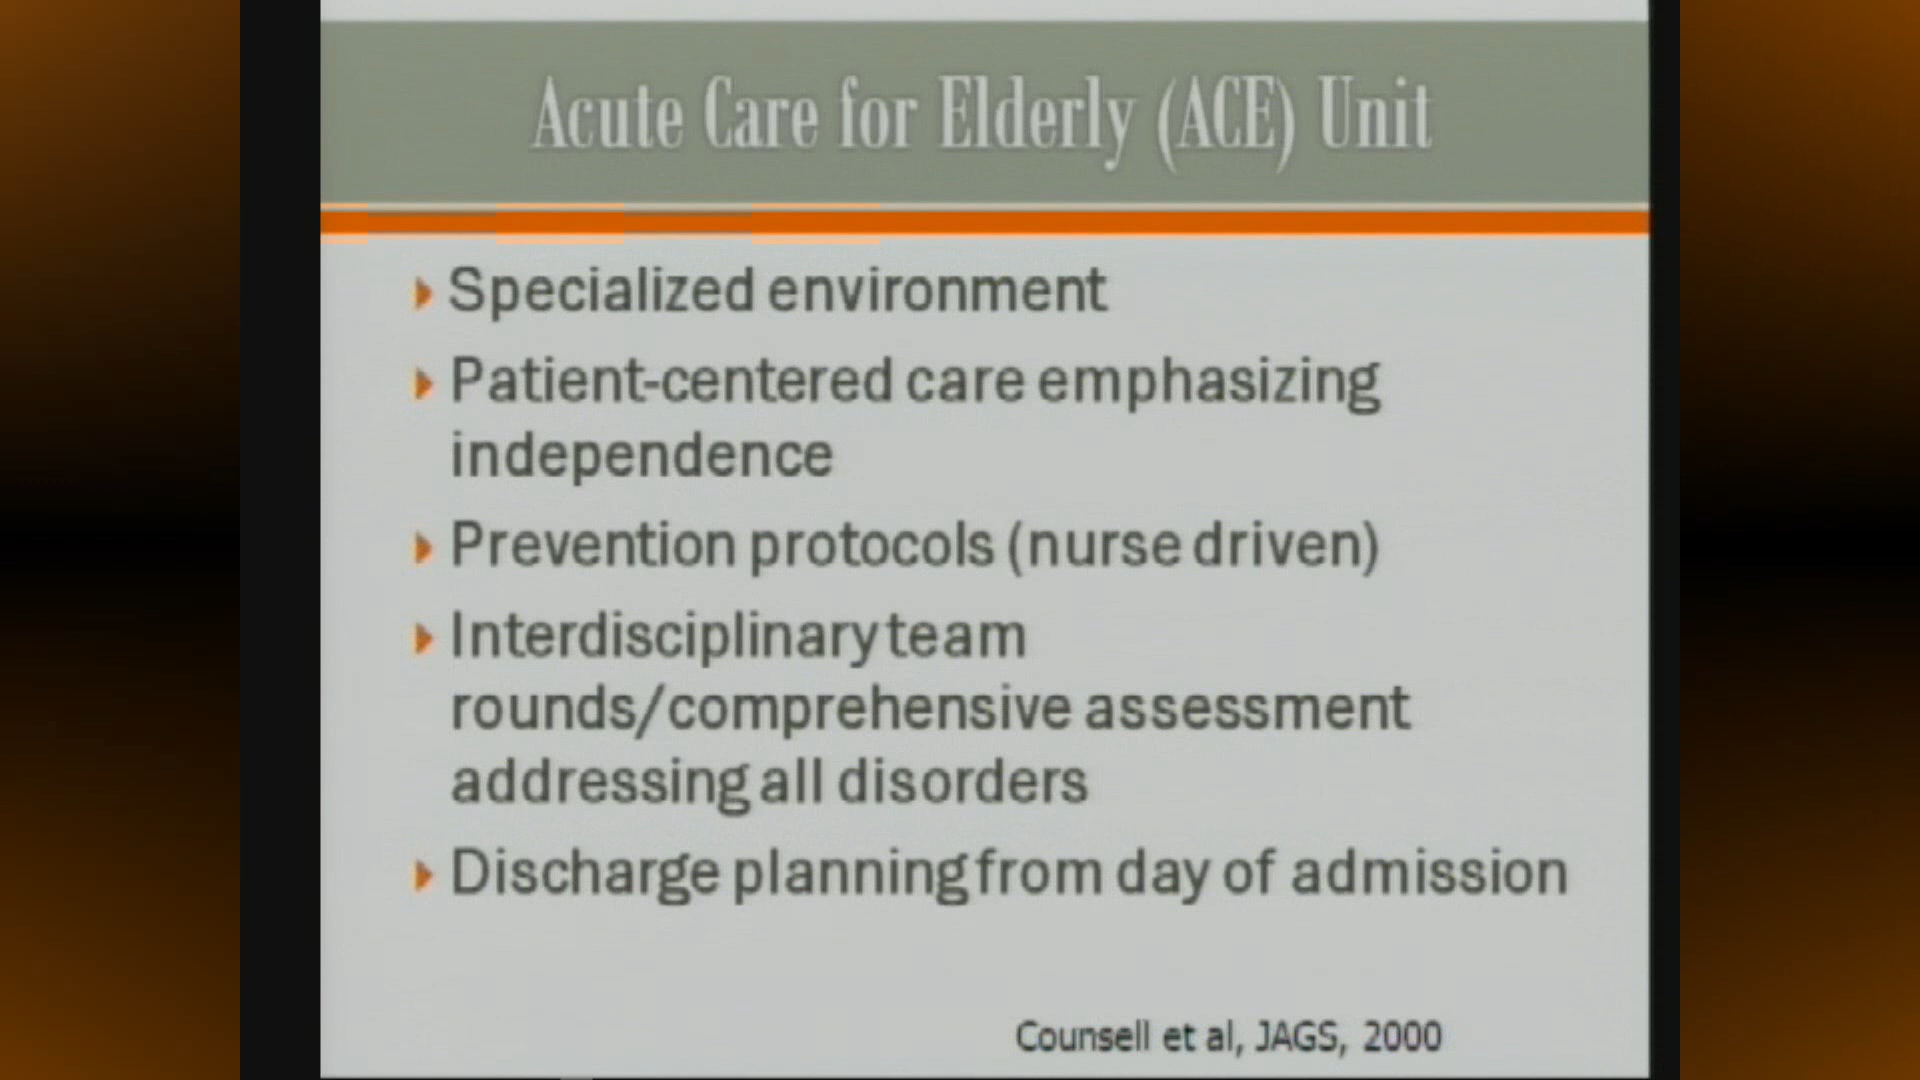 Acute Care for Elderly (ACE) Unit
Specialized environment
Patient-centered care emphasizing
independence
Prevention protocols (nurse driven)
Interdisciplinary team
rounds/comprehensive assessment
addressing all disorders
Discharge planning from day of admission
Counsell et al, JAGS, 2000